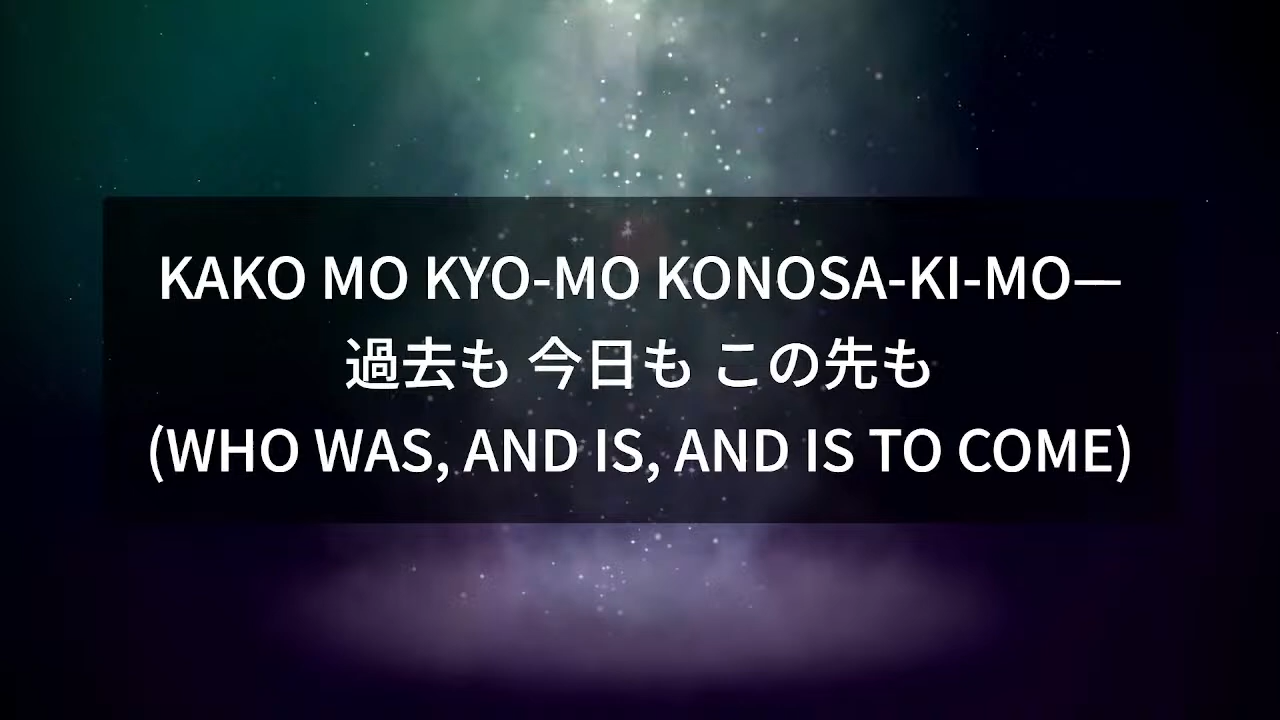 KAKO MO KYO-MO KONOSA-KI-MO—
過去も 今日も この先も
(WHO WAS, AND IS, AND IS TO COME)